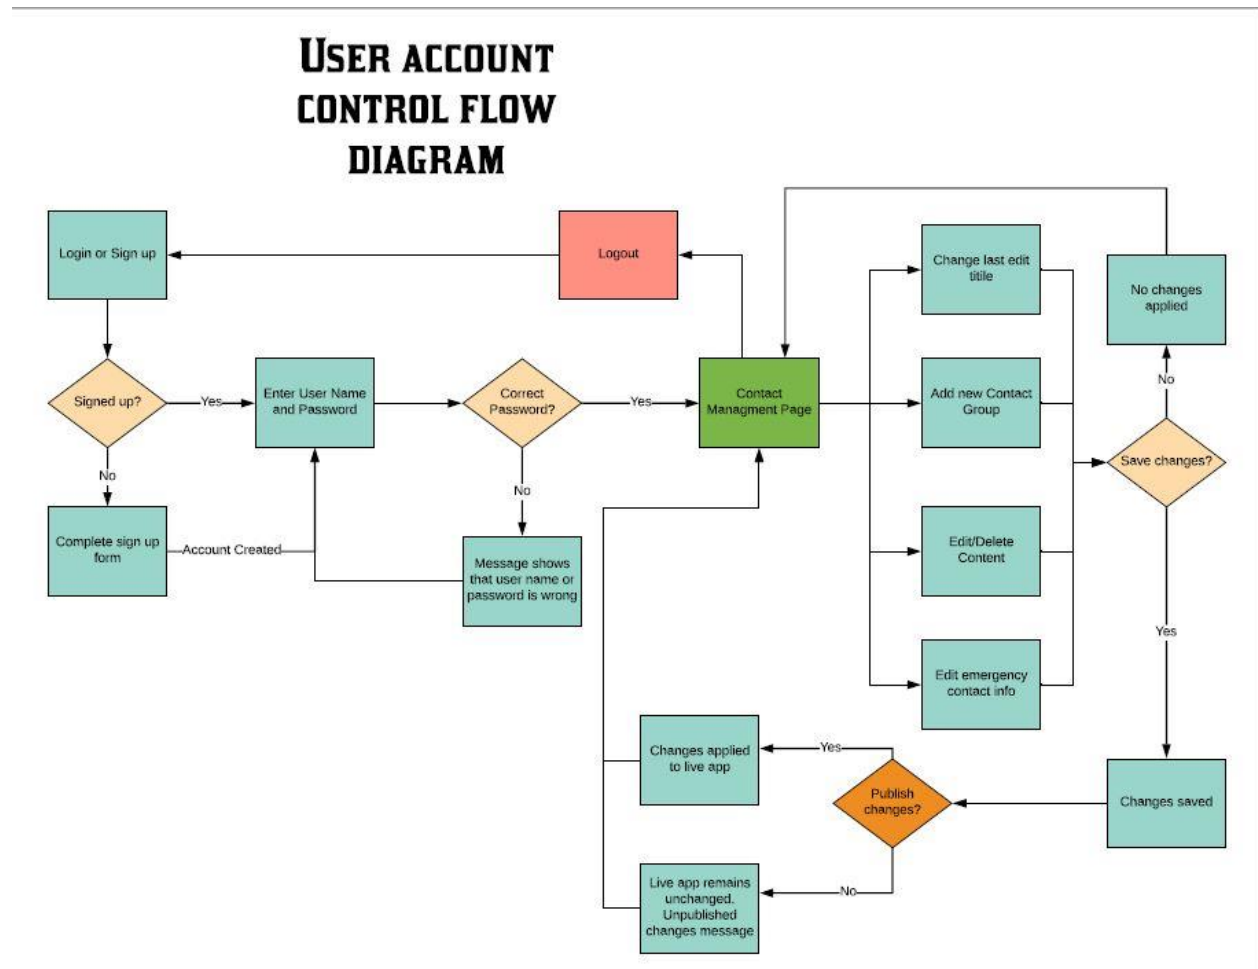 USER ACCOUNT
CONTROL FLOW
DIAGRAM
Login or Sign up
Logout
Change last edit
titile
No changes
applied
Signed up?
Yes
Enter User Name
and Password
Correct
Password?
Yes
Contact
Managment Page
Add new Contact
Group
No
Save changes?
No
No
Complete sign up
form
Account Created
Message shows
that user name or
password is wrong
Edit/Delete
Content
Yes
Edit emergency
contact info
Changes applied
to live app
Yes
Publish
changes?
Changes saved
No
Live app remains
unchanged.
Unpublished
changes message